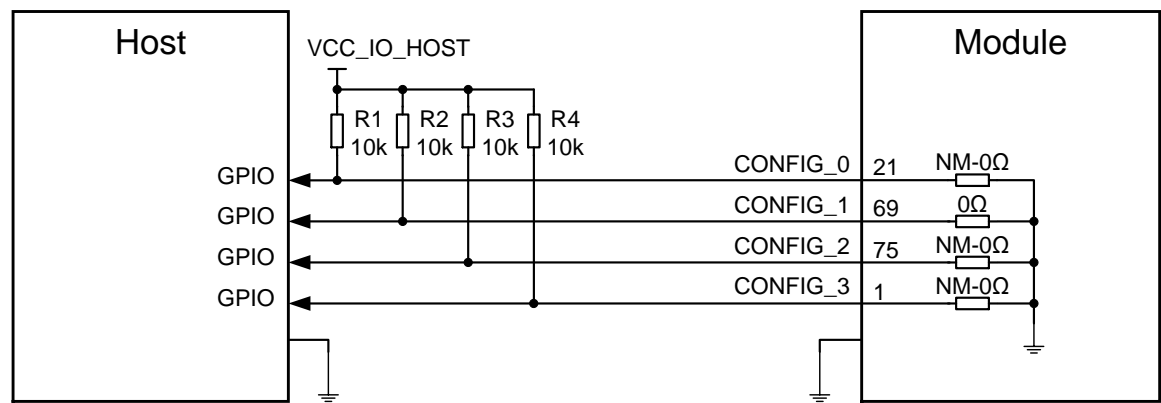 Host
Module
VCC_IO_HOST
R1 R2 R3 R4
10k 10k 10k 10k
GPIO CONFIG_0 21 NM-0Ω
GPIO CONFIG_1 69 0Ω
GPIO CONFIG_2 75 NM-0Ω
GPIO CONFIG_3 1 NM-0Ω